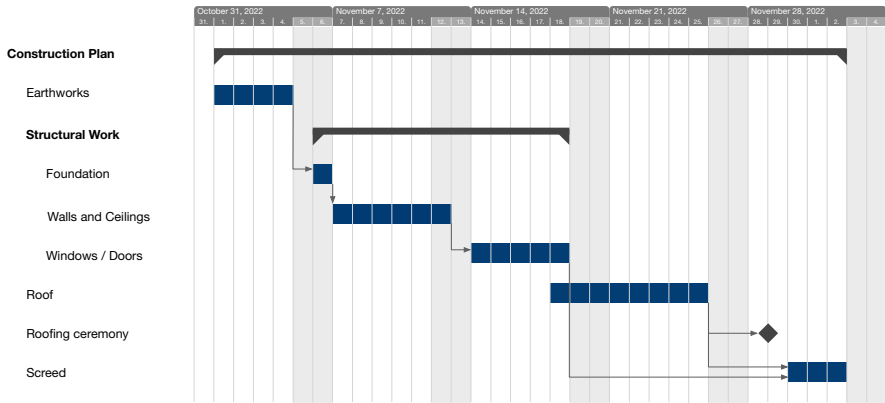 October 31, 2022 November 7, 2022 November 14, 2022 November 21, 2022 November 28, 2022
31. 1. 2. 3. 4. 5. 6. 7. 8. 9. 10. 11. 12. 13. 14. 15. 16. 17. 18. 19. 20. 21. 22. 23. 24. 25. 26. 27. 28. 29. 30. 1. 2. 3. 4.
Construction Plan
Earthworks
Structural Work
Foundation
Walls and Ceilings
Windows / Doors
Roof
Roofing ceremony
Screed